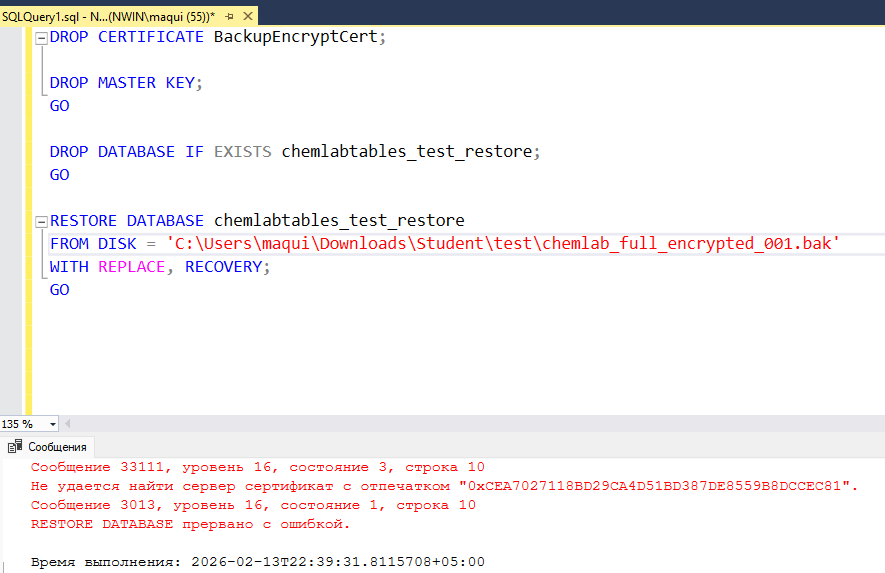 SQLQuery1.sql - N...(NWIN\maqui (55))*
DROP CERTIFICATE BackupEncryptCert;
DROP MASTER KEY;
GO
DROP DATABASE IF EXISTS chemlabtables_test_restore;
GO
RESTORE DATABASE chemlabtables_test_restore
FROM DISK = 'C:\Users\maqui\Downloads\Student\test\chemlab_full_encrypted_001.bak'
WITH REPLACE, RECOVERY;
GO
135 %
Сообщения
Сообщение 33111, уровень 16, состояние 3, строка 10
Не удается найти сервер сертификат с отпечатком "0xCEA7027118BD29CA4D51BD387DE8559B8DCCEC81".
Сообщение 3013, уровень 16, состояние 1, строка 10
RESTORE DATABASE прервано с ошибкой.
Время выполнения: 2026-02-13T22:39:31.8115708+05:00